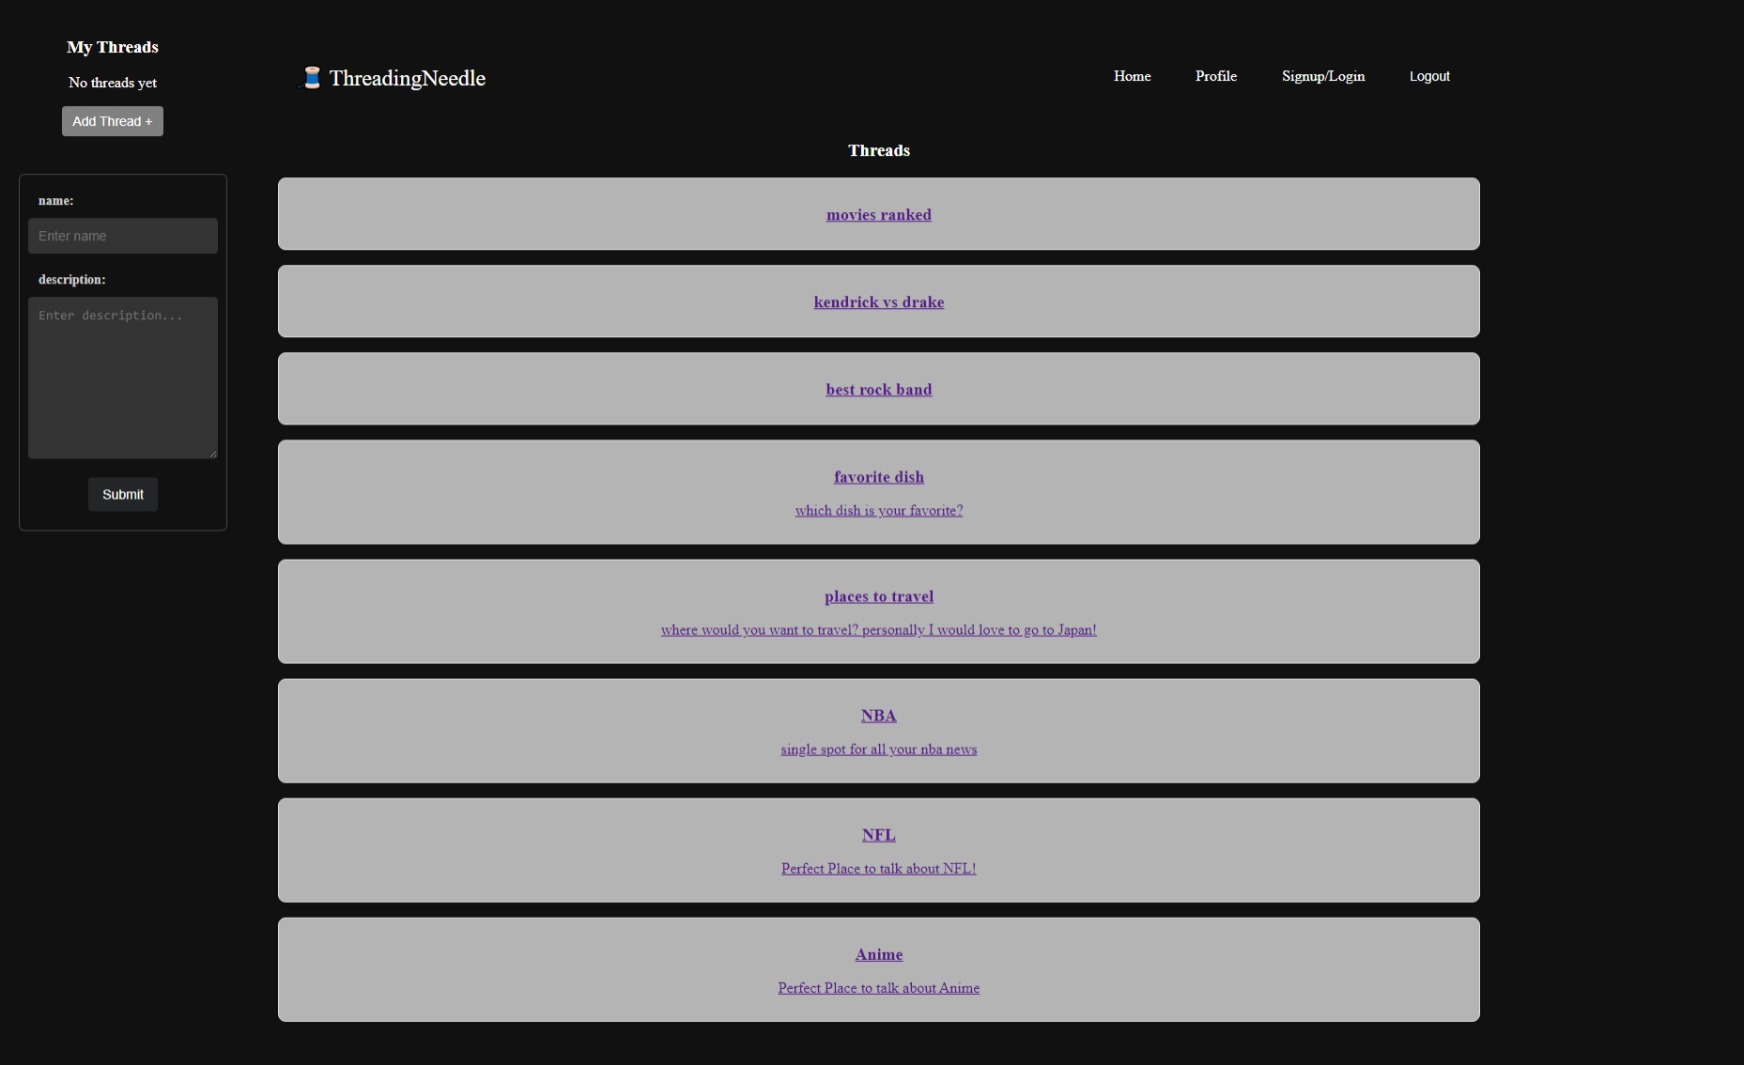 My Threads
No threads yet
Add Thread +
name:
Enter name
description:
Enter description...
Submit
ThreadingNeedle
Home
Profile
Signup/Login
Logout
Threads
movies ranked
kendrick vs drake
best rock band
favorite dish
which dish is your favorite?
places to travel
where would you want to travel? personally I would love to go to Japan!
NBA
single spot for all your nba news
NFL
Perfect Place to talk about NFL!
Anime
Perfect Place to talk about Anime